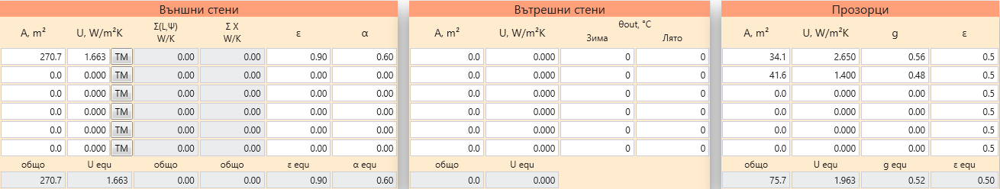 Външни стени Вътрешни стени Прозорци
A, m² U, W/m²K Σ(L,Ψ) W/K Σ X W/K ε α A, m² U, W/m²K θout, °C Зима Лято A, m² U, W/m²K g ε
270.7 1.663 TM 0.00 0.00 0.90 0.60 0.0 0.000 0 0 34.1 2.650 0.56 0.5
0.0 0.000 TM 0.00 0.00 0.00 0.00 0.0 0.000 0 0 41.6 1.400 0.48 0.5
0.0 0.000 TM 0.00 0.00 0.00 0.00 0.0 0.000 0 0 0.0 0.000 0.00 0.5
0.0 0.000 TM 0.00 0.00 0.00 0.00 0.0 0.000 0 0 0.0 0.000 0.00 0.5
0.0 0.000 TM 0.00 0.00 0.00 0.00 0.0 0.000 0 0 0.0 0.000 0.00 0.5
0.0 0.000 TM 0.00 0.00 0.00 0.00 0.0 0.000 0 0 0.0 0.000 0.00 0.5
общо U equ общо общо ε equ α equ общо U equ общо U equ g equ ε equ
270.7 1.663 0.00 0.00 0.90 0.60 0.0 0.000 75.7 1.963 0.52 0.50